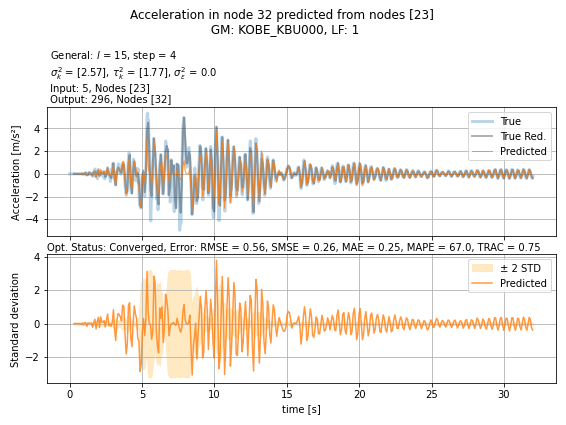 Acceleration in node 32 predicted from nodes [23]
GM: KOBE_KBU000, LF: 1
General: l = 15, step = 4
σ²ₖ = [2.57], τ²ₖ = [1.77], σ²ε = 0.0
Input: 5, Nodes [23]
Output: 296, Nodes [32]
Acceleration [m/s²]
4
2
0
−2
−4
True
True Red.
Predicted
Opt. Status: Converged, Error: RMSE = 0.56, SMSE = 0.26, MAE = 0.25, MAPE = 67.0, TRAC = 0.75
Standard deviation
4
2
0
−2
± 2 STD
Predicted
0 5 10 15 20 25 30
time [s]